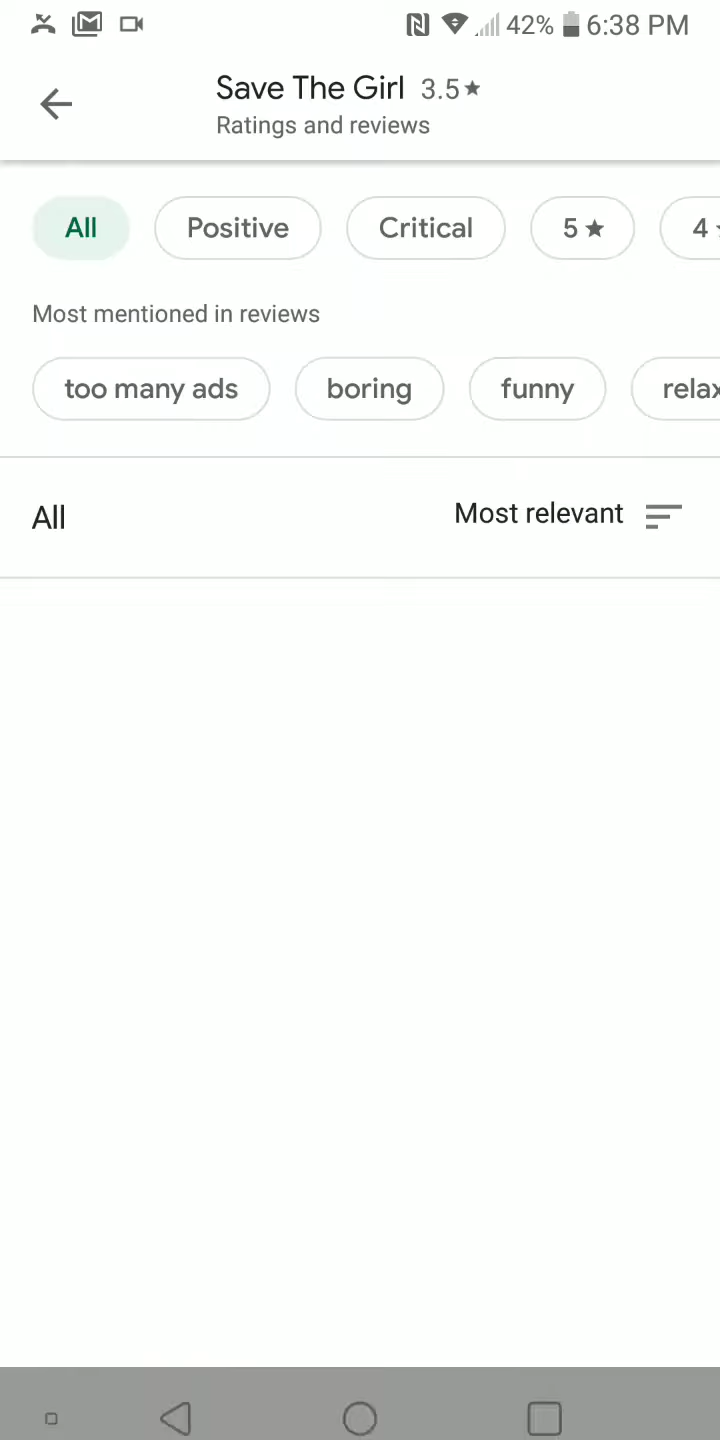 42% 6:38 PM
Save The Girl 3.5★
Ratings and reviews
All Positive Critical 5★ 4
Most mentioned in reviews
too many ads boring funny
All Most relevant